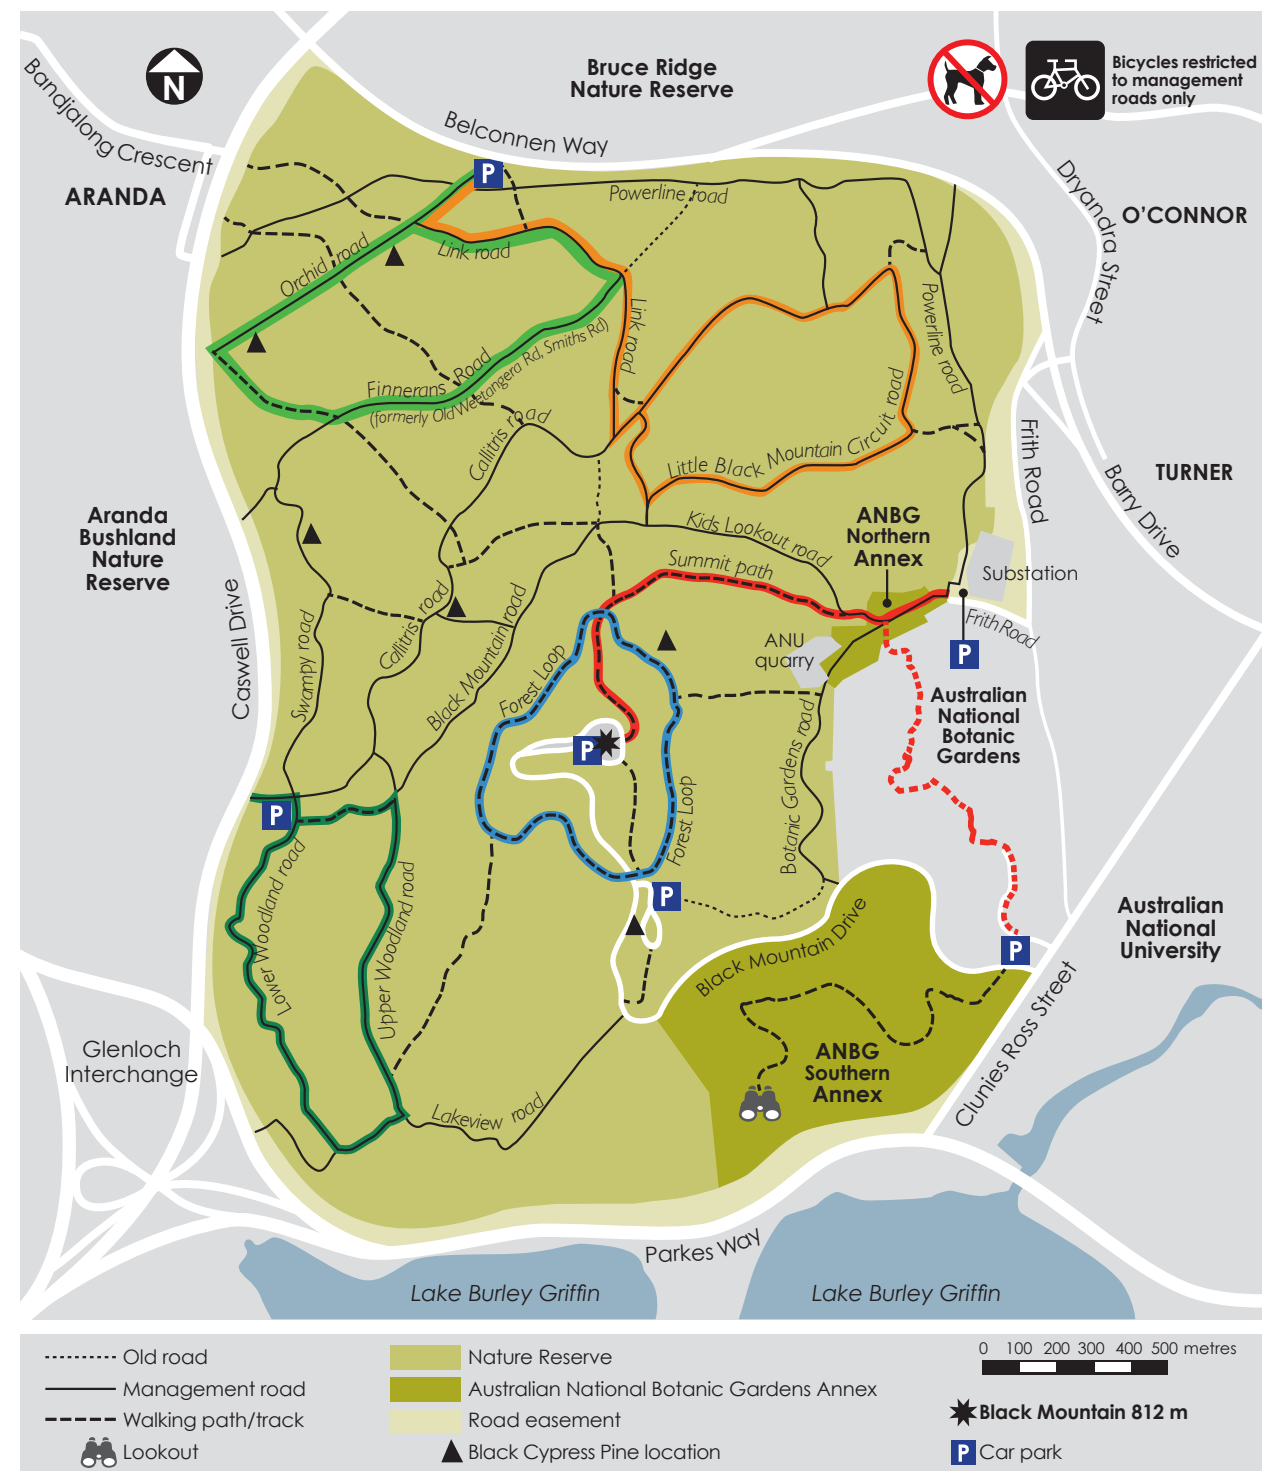 Bandjalong Crescent
N
Bruce Ridge
Nature Reserve
Bicycles restricted
to management
roads only
Belconnen Way
ARANDA
P
Powerline road
Dryandra Street
O'CONNOR
Orchid road
Link road
Link road
Powerline road
Finnerans Road
(formerly Old Weetangera Rd, Smiths Rd)
Callitris road
Little Black Mountain Circuit road
Frith Road
Barry Drive
TURNER
Aranda
Bushland
Nature
Reserve
Kids Lookout road
ANBG
Northern
Annex
Summit path
Substation
Caswell Drive
Swampy road
Callitris road
Black Mountain road
Forest Loop
ANU
quarry
Frith Road
P
Australian
National
Botanic
Gardens
P
Botanic Gardens road
P
Forest Loop
Lower Woodland road
Upper Woodland road
P
Black Mountain Drive
P
Australian
National
University
Clunies Ross Street
Glenloch
Interchange
ANBG
Southern
Annex
Lakeview road
Parkes Way
Lake Burley Griffin
Lake Burley Griffin
Old road
Management road
Walking path/track
Lookout
Nature Reserve
Australian National Botanic Gardens Annex
Road easement
Black Cypress Pine location
0 100 200 300 400 500 metres
Black Mountain 812 m
P Car park